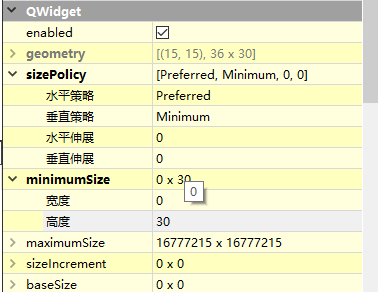 QWidget
enabled
geometry [(15, 15), 36 x 30]
sizePolicy [Preferred, Minimum, 0, 0]
水平策略 Preferred
垂直策略 Minimum
水平伸展 0
垂直伸展 0
minimumSize 0 x 30
0
宽度 0
高度 30
maximumSize 16777215 x 16777215
sizeIncrement 0 x 0
baseSize 0 x 0